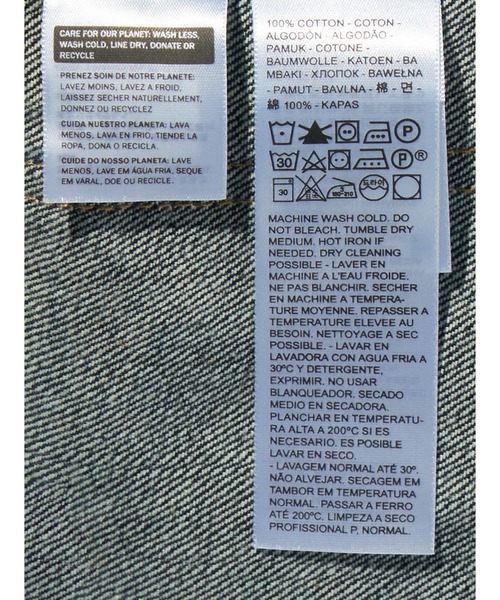 CARE FOR OUR PLANET: WASH LESS,
WASH COLD, LINE DRY, DONATE OR
RECYCLE
PRENEZ SOIN DE NOTRE PLANETE:
LAVEZ MOINS, LAVEZ A FROID,
LAISSEZ SECHER NATURELLEMENT,
DONNEZ OU RECYCLEZ
CUIDA NUESTRO PLANETA: LAVA
MENOS, LAVA EN FRIO, TIENDE LA
ROPA, DONA O RECICLA.
CUIDE DO NOSSO PLANETA: LAVE
MENOS, LAVE EM ÁGUA FRIA, SEQUE
EM VARAL, DOE OU RECICLE.
100% COTTON - COTON -
ALGODÓN - ALGODÃO -
PAMUK - COTONE -
BAUMWOLLE - KATOEN - BA
MBAKI - ХЛОПОК - BAWEŁNA
- PAMUT - BAVLNA - 棉 - 면 -
綿 100% - KAPAS
P
30 P ®
30 3 180-210 드라이
MACHINE WASH COLD. DO
NOT BLEACH. TUMBLE DRY
MEDIUM. HOT IRON IF
NEEDED. DRY CLEANING
POSSIBLE - LAVER EN
MACHINE A L'EAU FROIDE.
NE PAS BLANCHIR. SECHER
EN MACHINE A TEMPERA-
TURE MOYENNE. REPASSER A
TEMPERATURE ELEVEE AU
BESOIN. NETTOYAGE A SEC
POSSIBLE. - LAVAR EN
LAVADORA CON AGUA FRIA A
30ºC Y DETERGENTE,
EXPRIMIR. NO USAR
BLANQUEADOR. SECADO
MEDIO EN SECADORA.
PLANCHAR EN TEMPERATU-
RA ALTA A 200ºC SI ES
NECESARIO. ES POSIBLE
LAVAR EN SECO.
- LAVAGEM NORMAL ATÉ 30º.
NÃO ALVEJAR. SECAGEM EM
TAMBOR EM TEMPERATURA
NORMAL. PASSAR A FERRO
ATÉ 200ºC. LIMPEZA A SECO
PROFISSIONAL P, NORMAL.